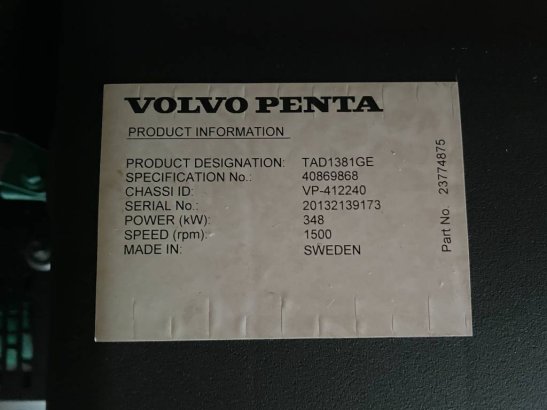 VOLVO PENTA
PRODUCT INFORMATION
PRODUCT DESIGNATION: TAD1381GE
SPECIFICATION No.: 40869868
CHASSI ID: VP-412240
SERIAL No.: 20132139173
POWER (kW): 348
SPEED (rpm): 1500
MADE IN: SWEDEN
Part No. 23774875